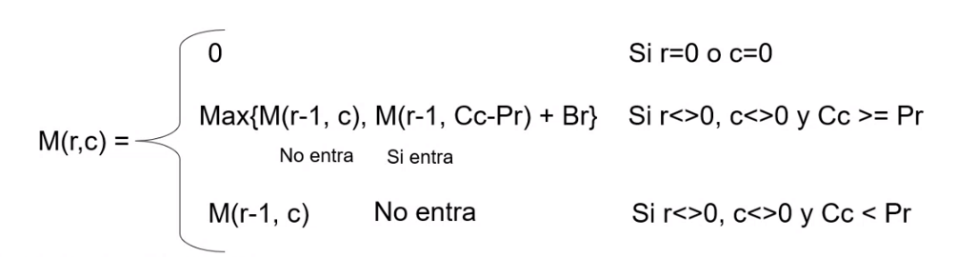 0 Si r=0 o c=0
M(r,c) = Max{M(r-1, c), M(r-1, Cc-Pr) + Br} Si r<>0, c<>0 y Cc >= Pr
No entra Si entra
M(r-1, c) No entra Si r<>0, c<>0 y Cc < Pr